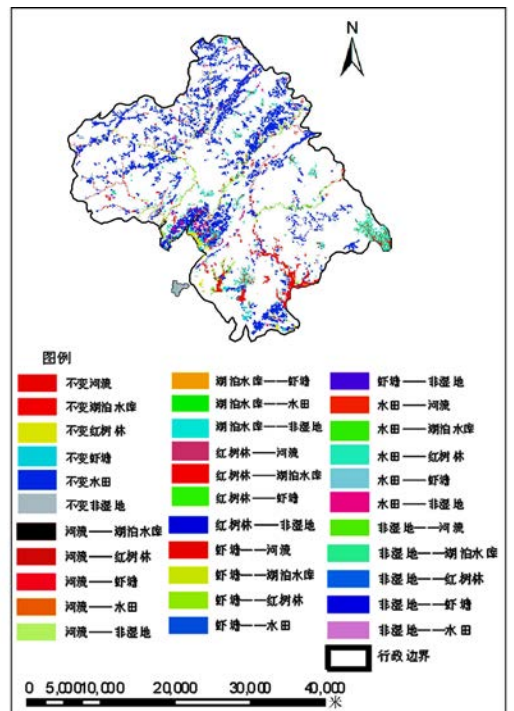 N
图例
不变河流
不变湖泊水库
不变红树林
不变虾塘
不变水田
不变非湿地
河流——湖泊水库
河流——红树林
河流——虾塘
河流——水田
河流——非湿地
湖泊水库——虾塘
湖泊水库——水田
湖泊水库——非湿地
红树林——河流
红树林——湖泊水库
红树林——虾塘
红树林——非湿地
虾塘——河流
虾塘——湖泊水库
虾塘——红树林
虾塘——水田
虾塘——非湿地
水田——河流
水田——湖泊水库
水田——红树林
水田——虾塘
水田——非湿地
非湿地——河流
非湿地——湖泊水库
非湿地——红树林
非湿地——虾塘
非湿地——水田
行政边界
0 5,00010,000 20,000 30,000 40,000
米